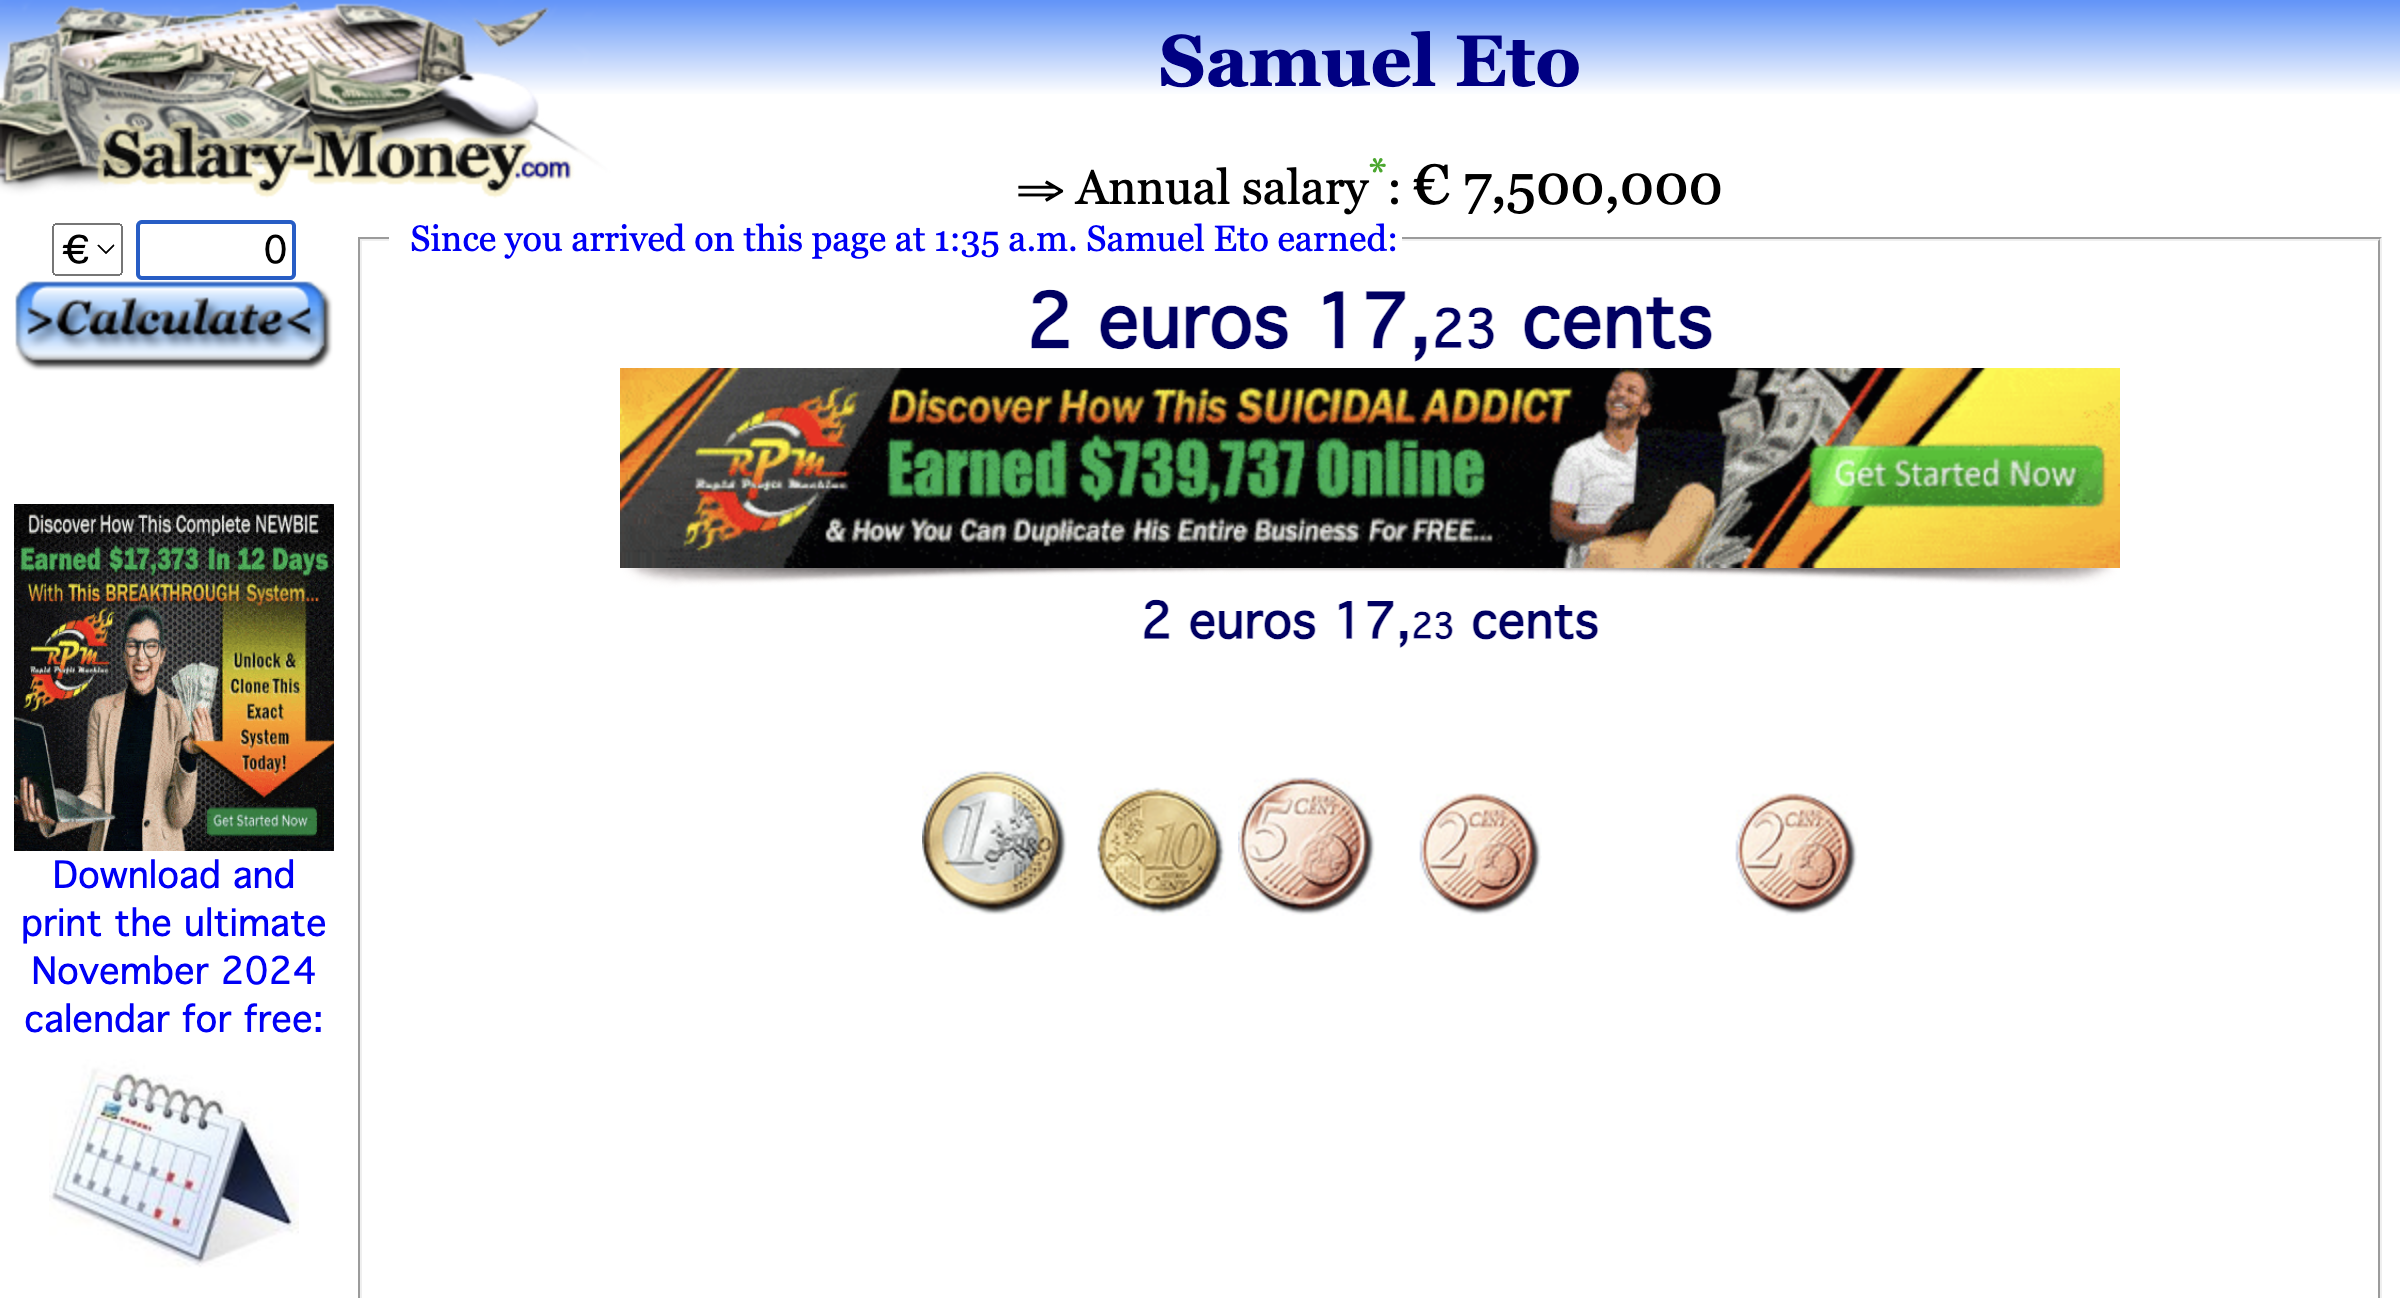 Salary-Money.com
Samuel Eto
⇒ Annual salary*: € 7,500,000
€ 0
>Calculate<
Since you arrived on this page at 1:35 a.m. Samuel Eto earned:
2 euros 17,23 cents
Discover How This SUICIDAL ADDICT
Earned $739,737 Online
& How You Can Duplicate His Entire Business For FREE...
RPM
Rapid Profit Machine
Get Started Now
2 euros 17,23 cents
1 EURO
10 EURO CENT
5 EURO CENT
2 EURO CENT
2 EURO CENT
Discover How This Complete NEWBIE
Earned $17,373 In 12 Days
With This BREAKTHROUGH System...
RPM
Rapid Profit Machine
Unlock &
Clone This
Exact
System
Today!
Get Started Now
Download and
print the ultimate
November 2024
calendar for free: